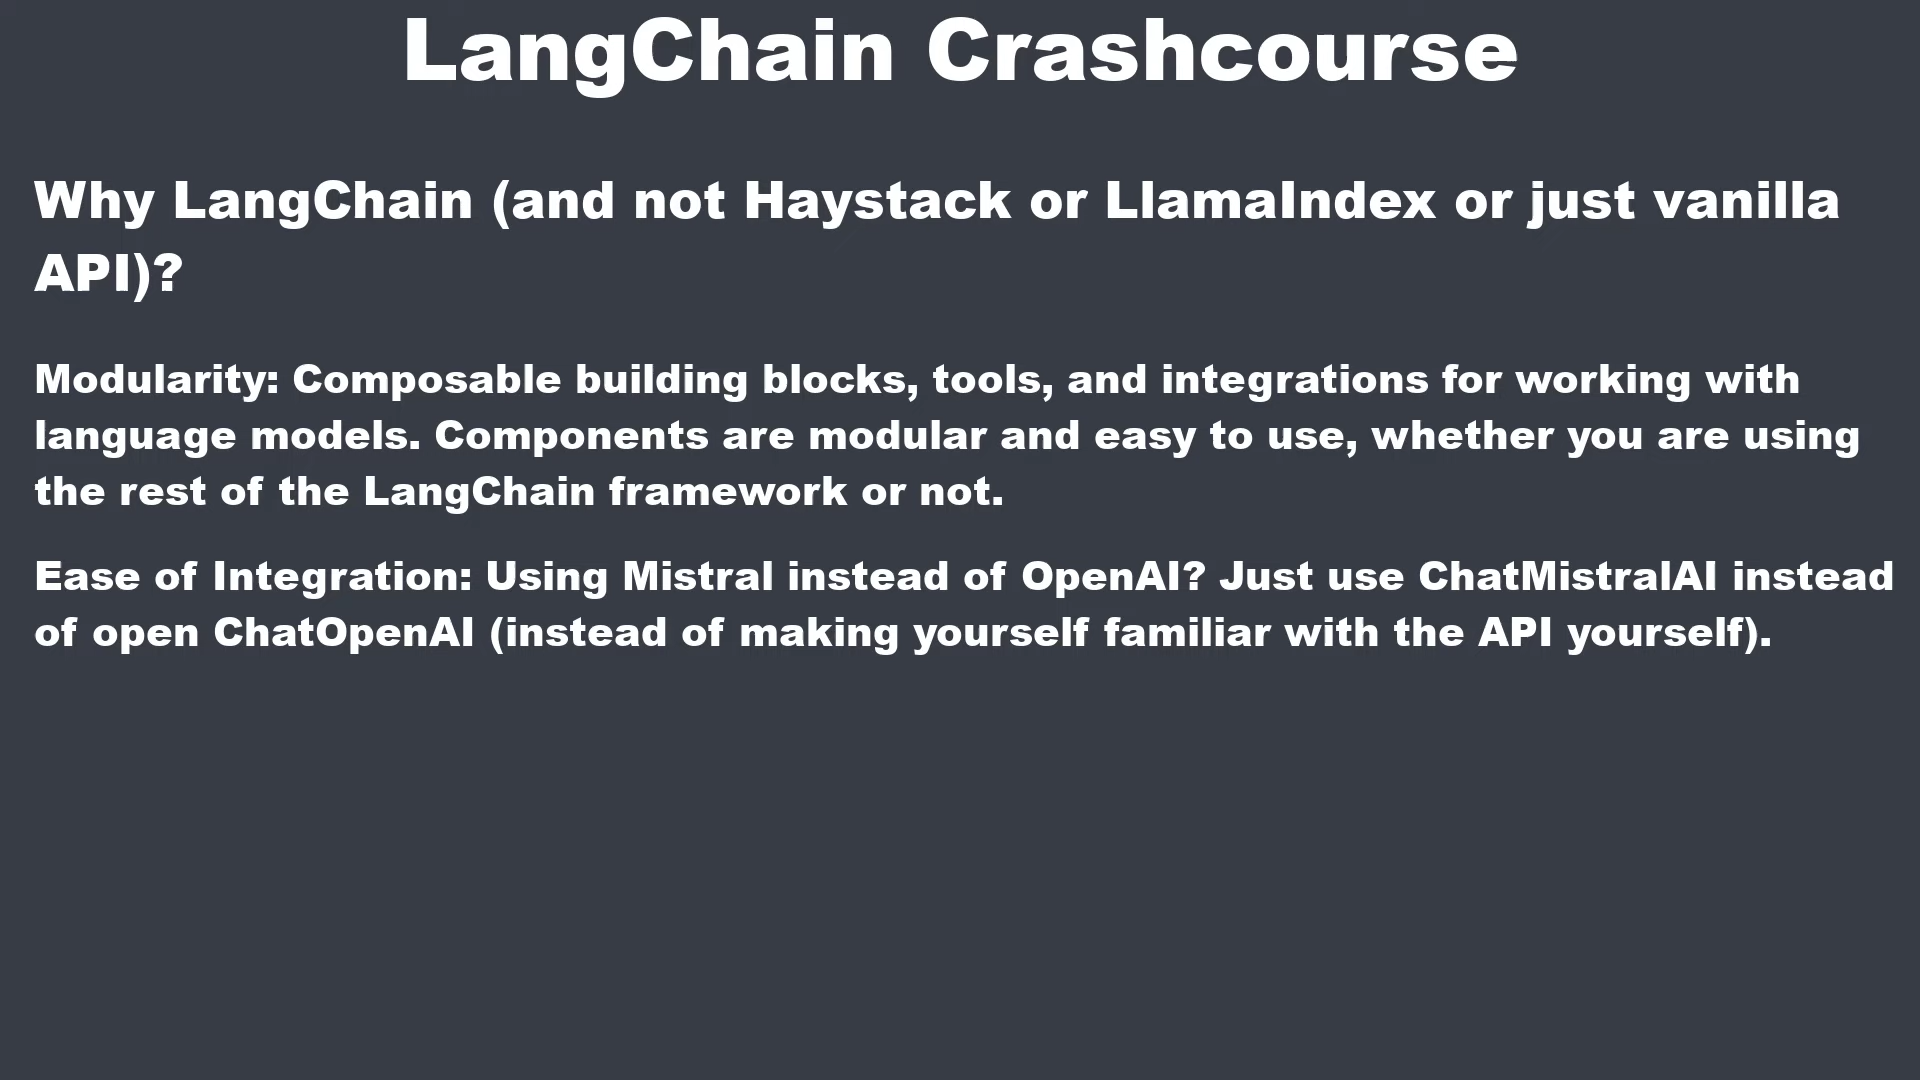 LangChain Crashcourse
Why LangChain (and not Haystack or LlamaIndex or just vanilla
API)?
Modularity: Composable building blocks, tools, and integrations for working with
language models. Components are modular and easy to use, whether you are using
the rest of the LangChain framework or not.
Ease of Integration: Using Mistral instead of OpenAI? Just use ChatMistralAI instead
of open ChatOpenAI (instead of making yourself familiar with the API yourself).